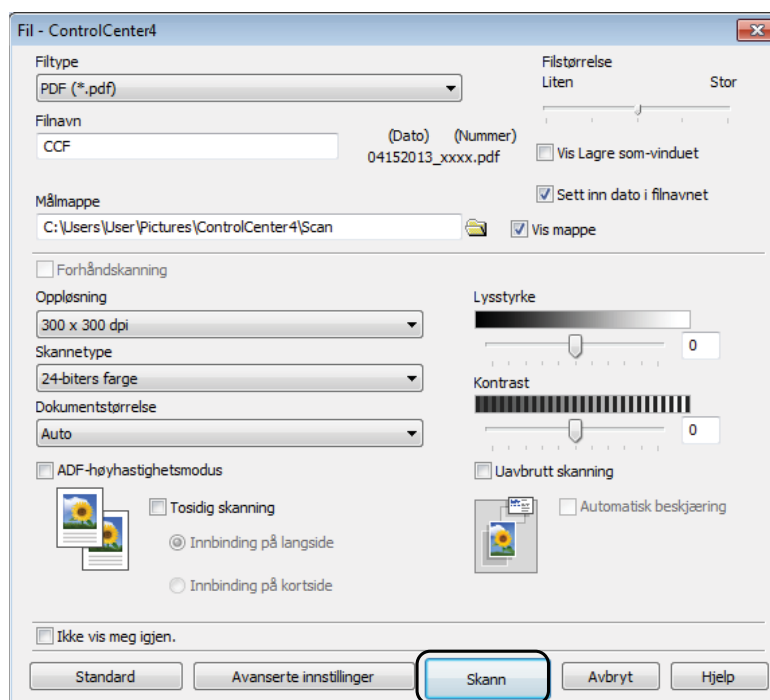 Fil - ControlCenter4
Filtype
PDF (*.pdf)
Filstørrelse
Liten Stor
Filnavn
CCF
(Dato) (Nummer)
04152013_xxxx.pdf
Vis Lagre som-vinduet
Sett inn dato i filnavnet
Målmappe
C:\Users\User\Pictures\ControlCenter4\Scan
Vis mappe
Forhåndskanning
Oppløsning
300 x 300 dpi
Skannetype
24-biters farge
Dokumentstørrelse
Auto
Lysstyrke
0
Kontrast
0
ADF-høyhastighetsmodus
Tosidig skanning
Innbinding på langside
Innbinding på kortside
Uavbrutt skanning
Automatisk beskjæring
Ikke vis meg igjen.
Standard Avanserte innstillinger Skann Avbryt Hjelp